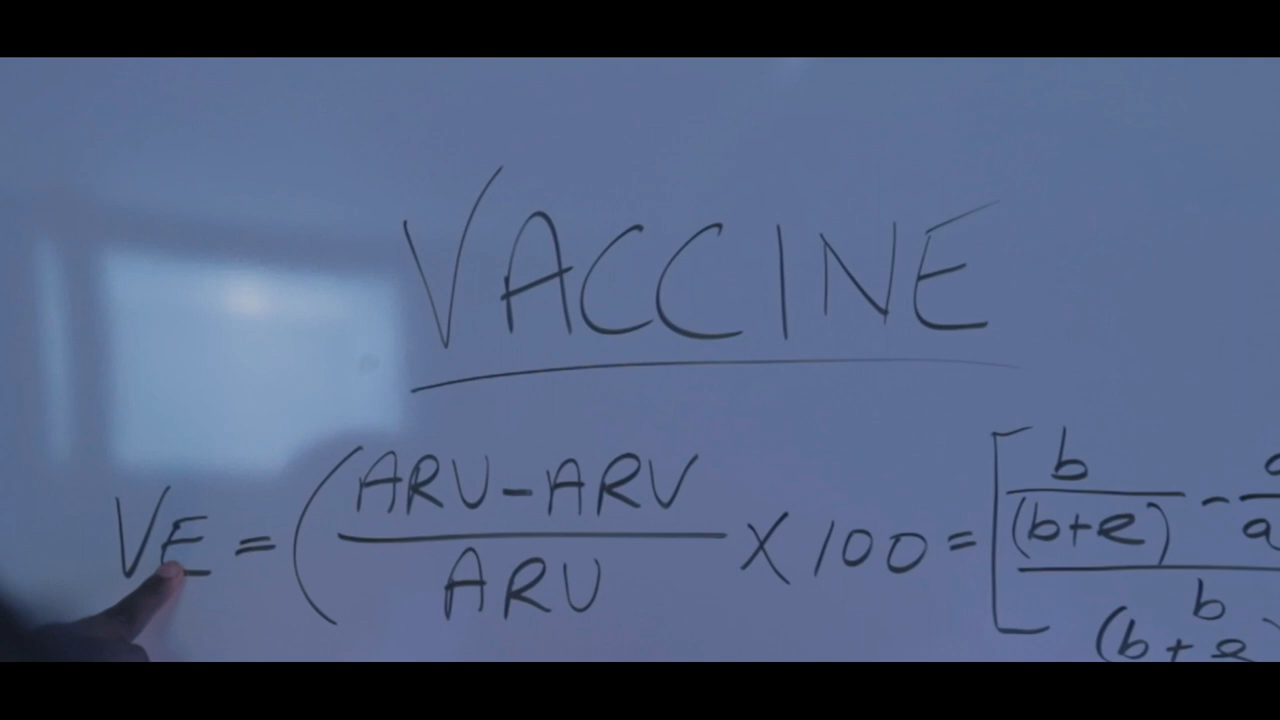 VACCINE
VE = (ARU-ARV / ARU X 100 = [b / (b+e) - a / b / (b+e)